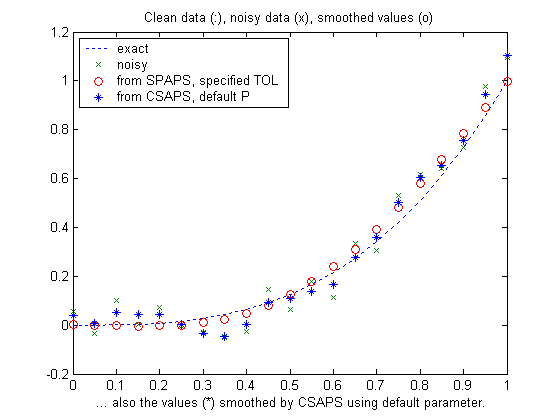 Clean data (:), noisy data (x), smoothed values (o)
exact
noisy
from SPAPS, specified TOL
from CSAPS, default P
1.2
1
0.8
0.6
0.4
0.2
0
-0.2
0 0.1 0.2 0.3 0.4 0.5 0.6 0.7 0.8 0.9 1
... also the values (*) smoothed by CSAPS using default parameter.